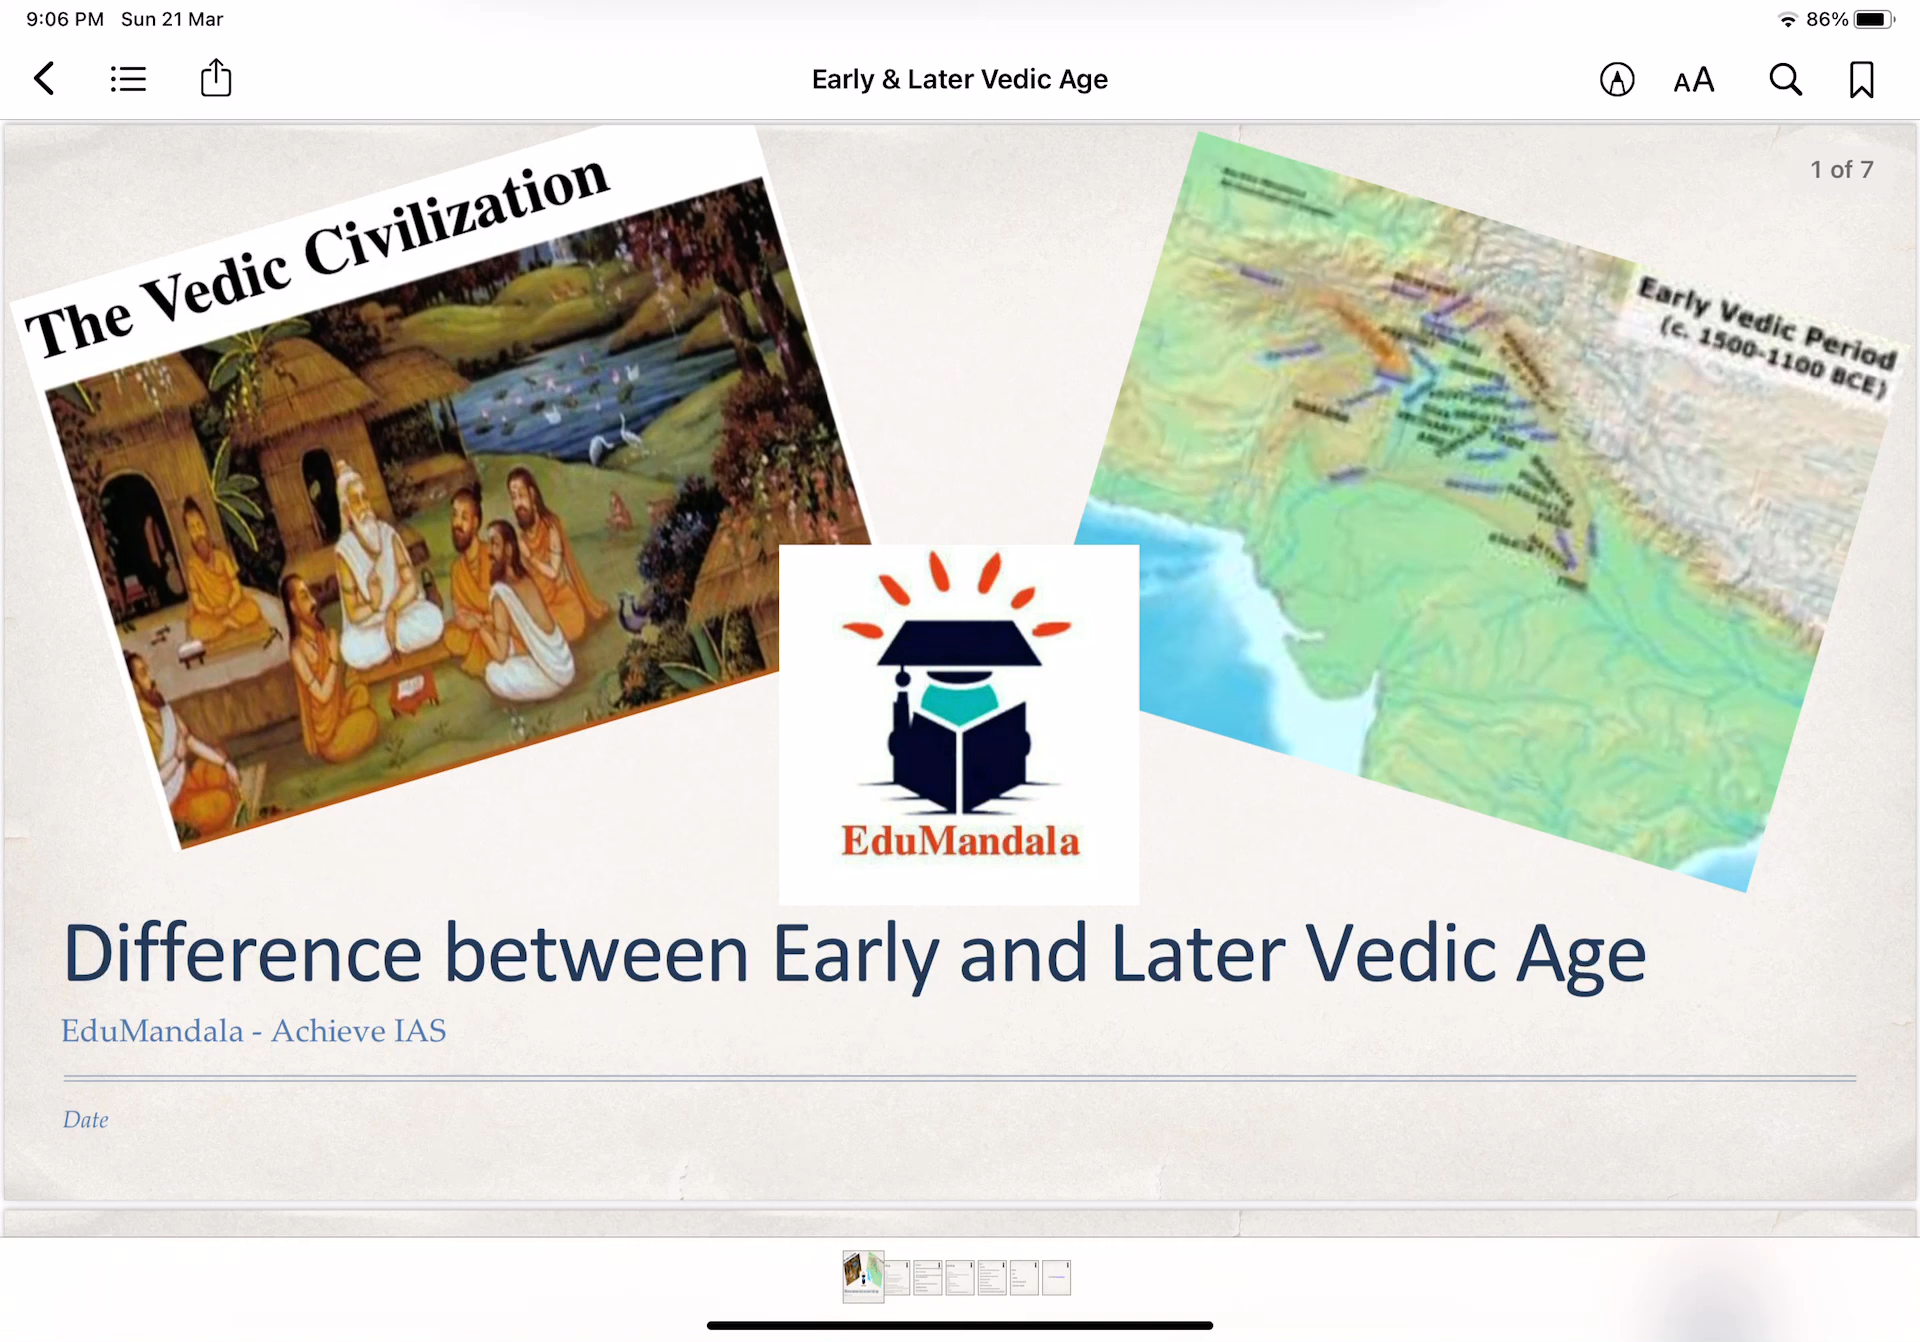 9:06 PM Sun 21 Mar
86%
Early & Later Vedic Age
1 of 7
The Vedic Civilization
Early Vedic Period
(c. 1500-1100 BCE)
EduMandala
Difference between Early and Later Vedic Age
EduMandala - Achieve IAS
Date